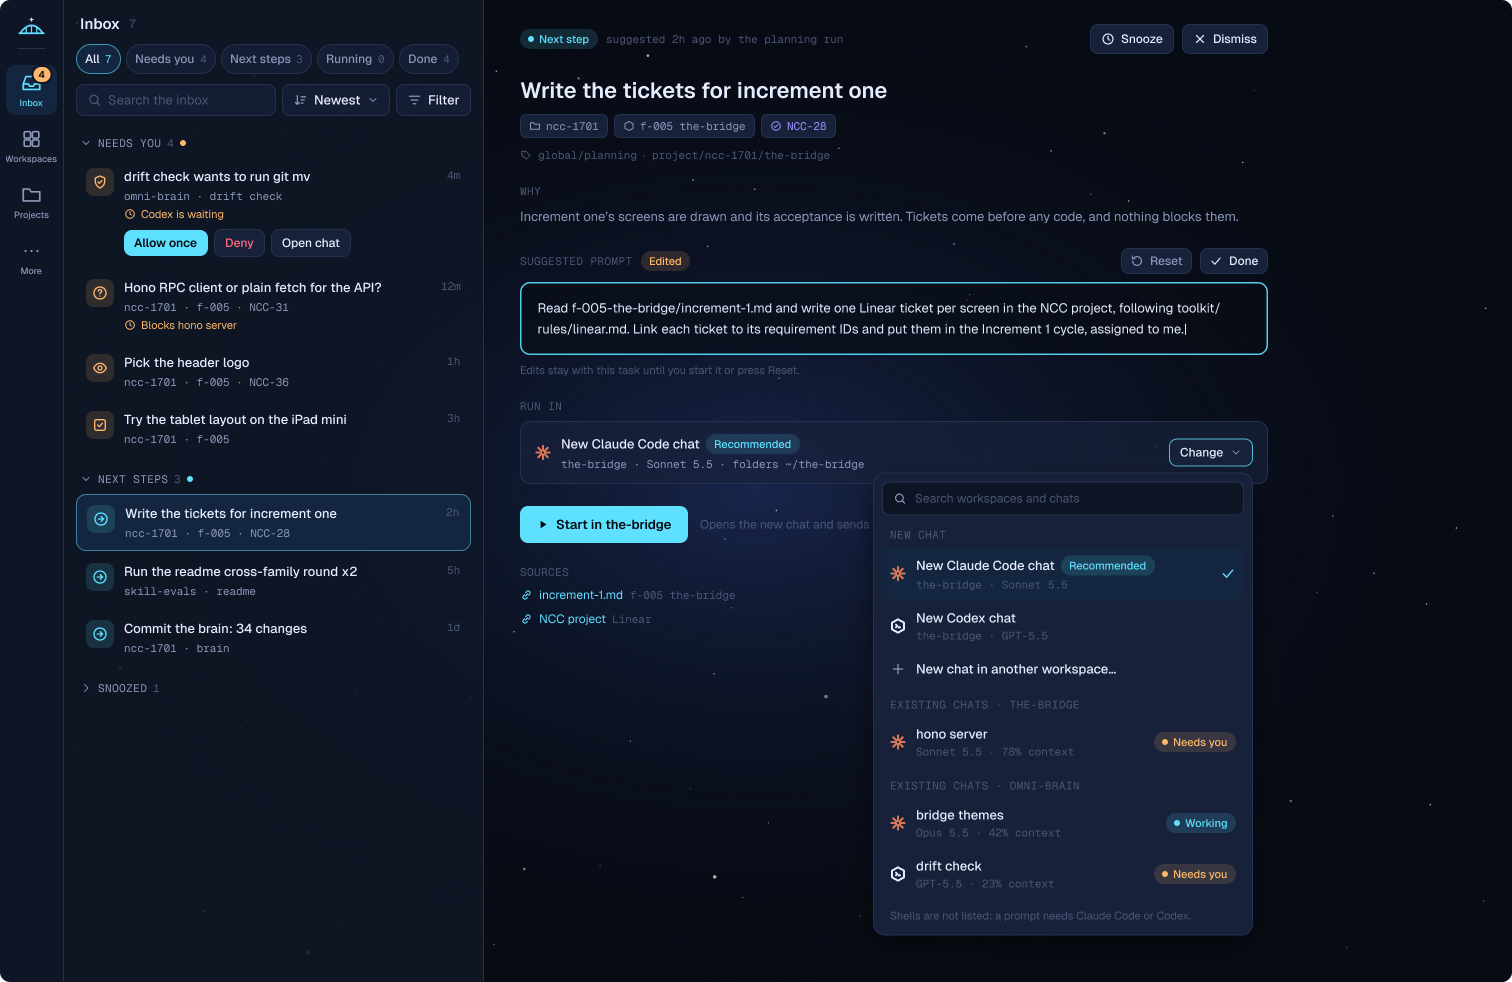 4
Inbox
Workspaces
Projects
More
Inbox 7
All 7
Needs you 4
Next steps 3
Running 0
Done 4
Search the inbox
Newest
Filter
NEEDS YOU 4
drift check wants to run git mv 4m
omni-brain · drift check
Codex is waiting
Allow once
Deny
Open chat
Hono RPC client or plain fetch for the API? 12m
ncc-1701 · f-005 · NCC-31
Blocks hono server
Pick the header logo 1h
ncc-1701 · f-005 · NCC-36
Try the tablet layout on the iPad mini 3h
ncc-1701 · f-005
NEXT STEPS 3
Write the tickets for increment one 2h
ncc-1701 · f-005 · NCC-28
Run the readme cross-family round x2 5h
skill-evals · readme
Commit the brain: 34 changes 1d
ncc-1701 · brain
SNOOZED 1
Next step suggested 2h ago by the planning run
Snooze
Dismiss
Write the tickets for increment one
ncc-1701
f-005 the-bridge
NCC-28
global/planning · project/ncc-1701/the-bridge
WHY
Increment one's screens are drawn and its acceptance is written. Tickets come before any code, and nothing blocks them.
SUGGESTED PROMPT Edited
Reset
Done
Read f-005-the-bridge/increment-1.md and write one Linear ticket per screen in the NCC project, following toolkit/
rules/linear.md. Link each ticket to its requirement IDs and put them in the Increment 1 cycle, assigned to me.
Edits stay with this task until you start it or press Reset.
RUN IN
New Claude Code chat Recommended
the-bridge · Sonnet 5.5 · folders ~/the-bridge
Change
Start in the-bridge
Opens the new chat and sends
SOURCES
increment-1.md f-005 the-bridge
NCC project Linear
Search workspaces and chats
NEW CHAT
New Claude Code chat Recommended
the-bridge · Sonnet 5.5
New Codex chat
the-bridge · GPT-5.5
New chat in another workspace…
EXISTING CHATS · THE-BRIDGE
hono server
Sonnet 5.5 · 78% context
Needs you
EXISTING CHATS · OMNI-BRAIN
bridge themes
Opus 5.5 · 42% context
Working
drift check
GPT-5.5 · 23% context
Needs you
Shells are not listed: a prompt needs Claude Code or Codex.